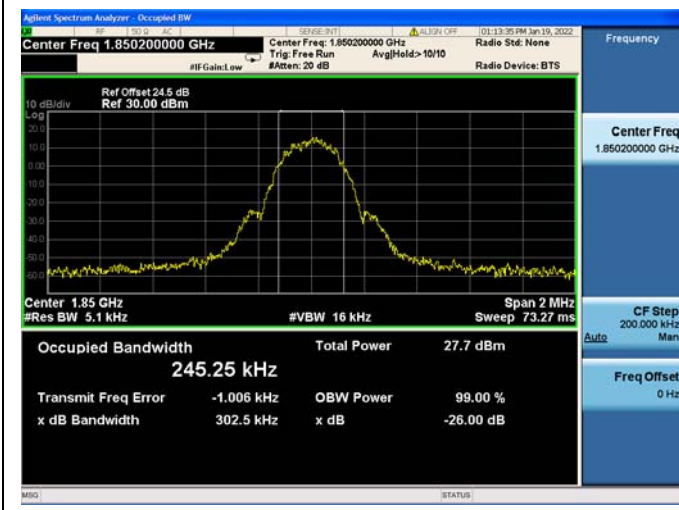 Agilent Spectrum Analyzer - Occupied BW
RF 50 Ω AC SENSE:INT ALIGN OFF 01:13:35 PM Jan 19, 2022
Center Freq 1.850200000 GHz
Center Freq: 1.850200000 GHz Radio Std: None
Trig: Free Run Avg|Hold:> 10/10
#IFGain:Low #Atten: 20 dB Radio Device: BTS
Frequency
Ref Offset 24.5 dB
10 dB/div Ref 30.00 dBm
Log
20.0
10.0
0.00
-10.0
-20.0
-30.0
-40.0
-50.0
-60.0
Center Freq
1.850200000 GHz
Center 1.85 GHz Span 2 MHz
#Res BW 5.1 kHz #VBW 16 kHz Sweep 73.27 ms
CF Step
200.000 kHz
Auto Man
Occupied Bandwidth Total Power 27.7 dBm
245.25 kHz
Transmit Freq Error -1.006 kHz OBW Power 99.00 %
x dB Bandwidth 302.5 kHz x dB -26.00 dB
Freq Offset
0 Hz
MSG STATUS